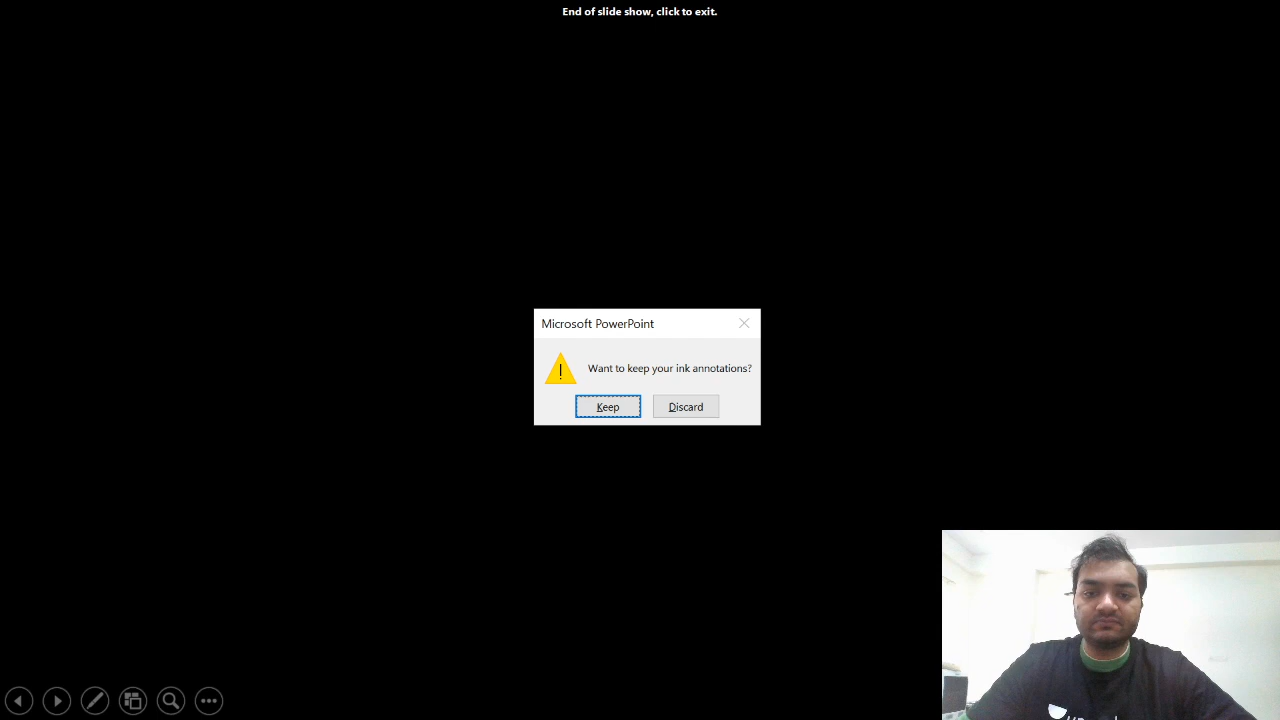 End of slide show, click to exit.
Microsoft PowerPoint
Want to keep your ink annotations?
Keep
Discard